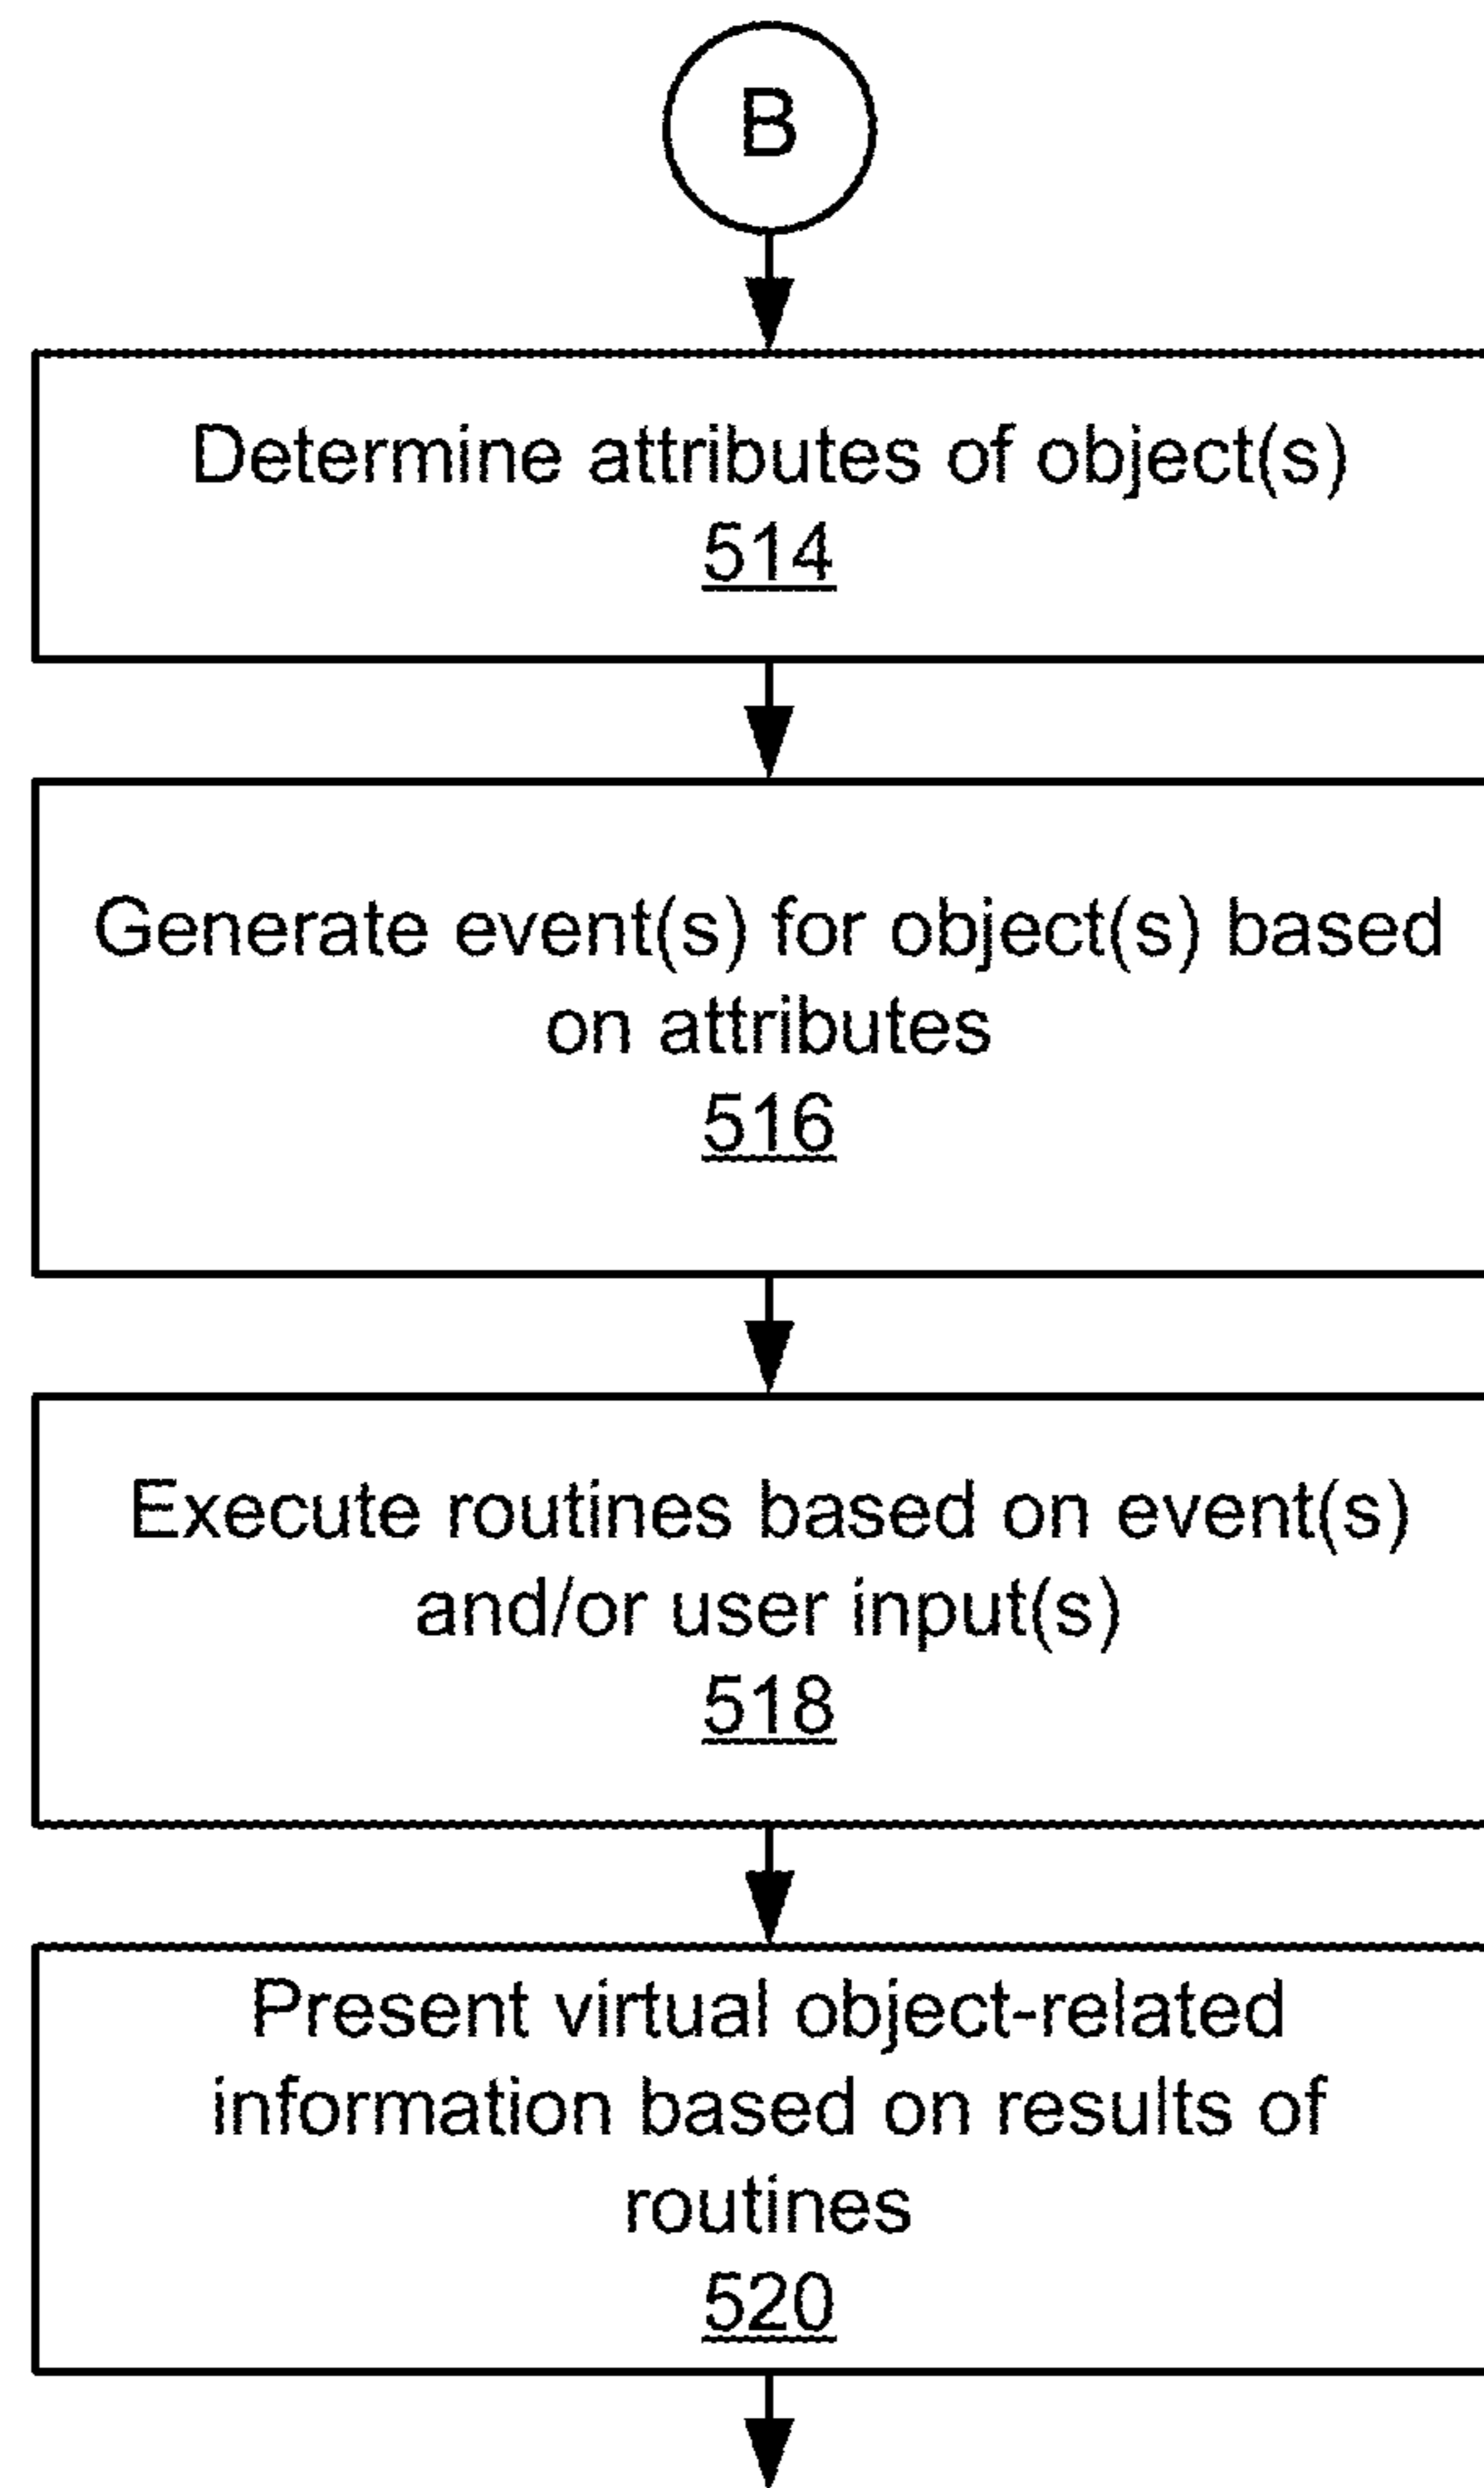 B
Determine attributes of object(s)
514
Generate event(s) for object(s) based
on attributes
516
Execute routines based on event(s)
and/or user input(s)
518
Present virtual object-related
information based on results of
routines
520